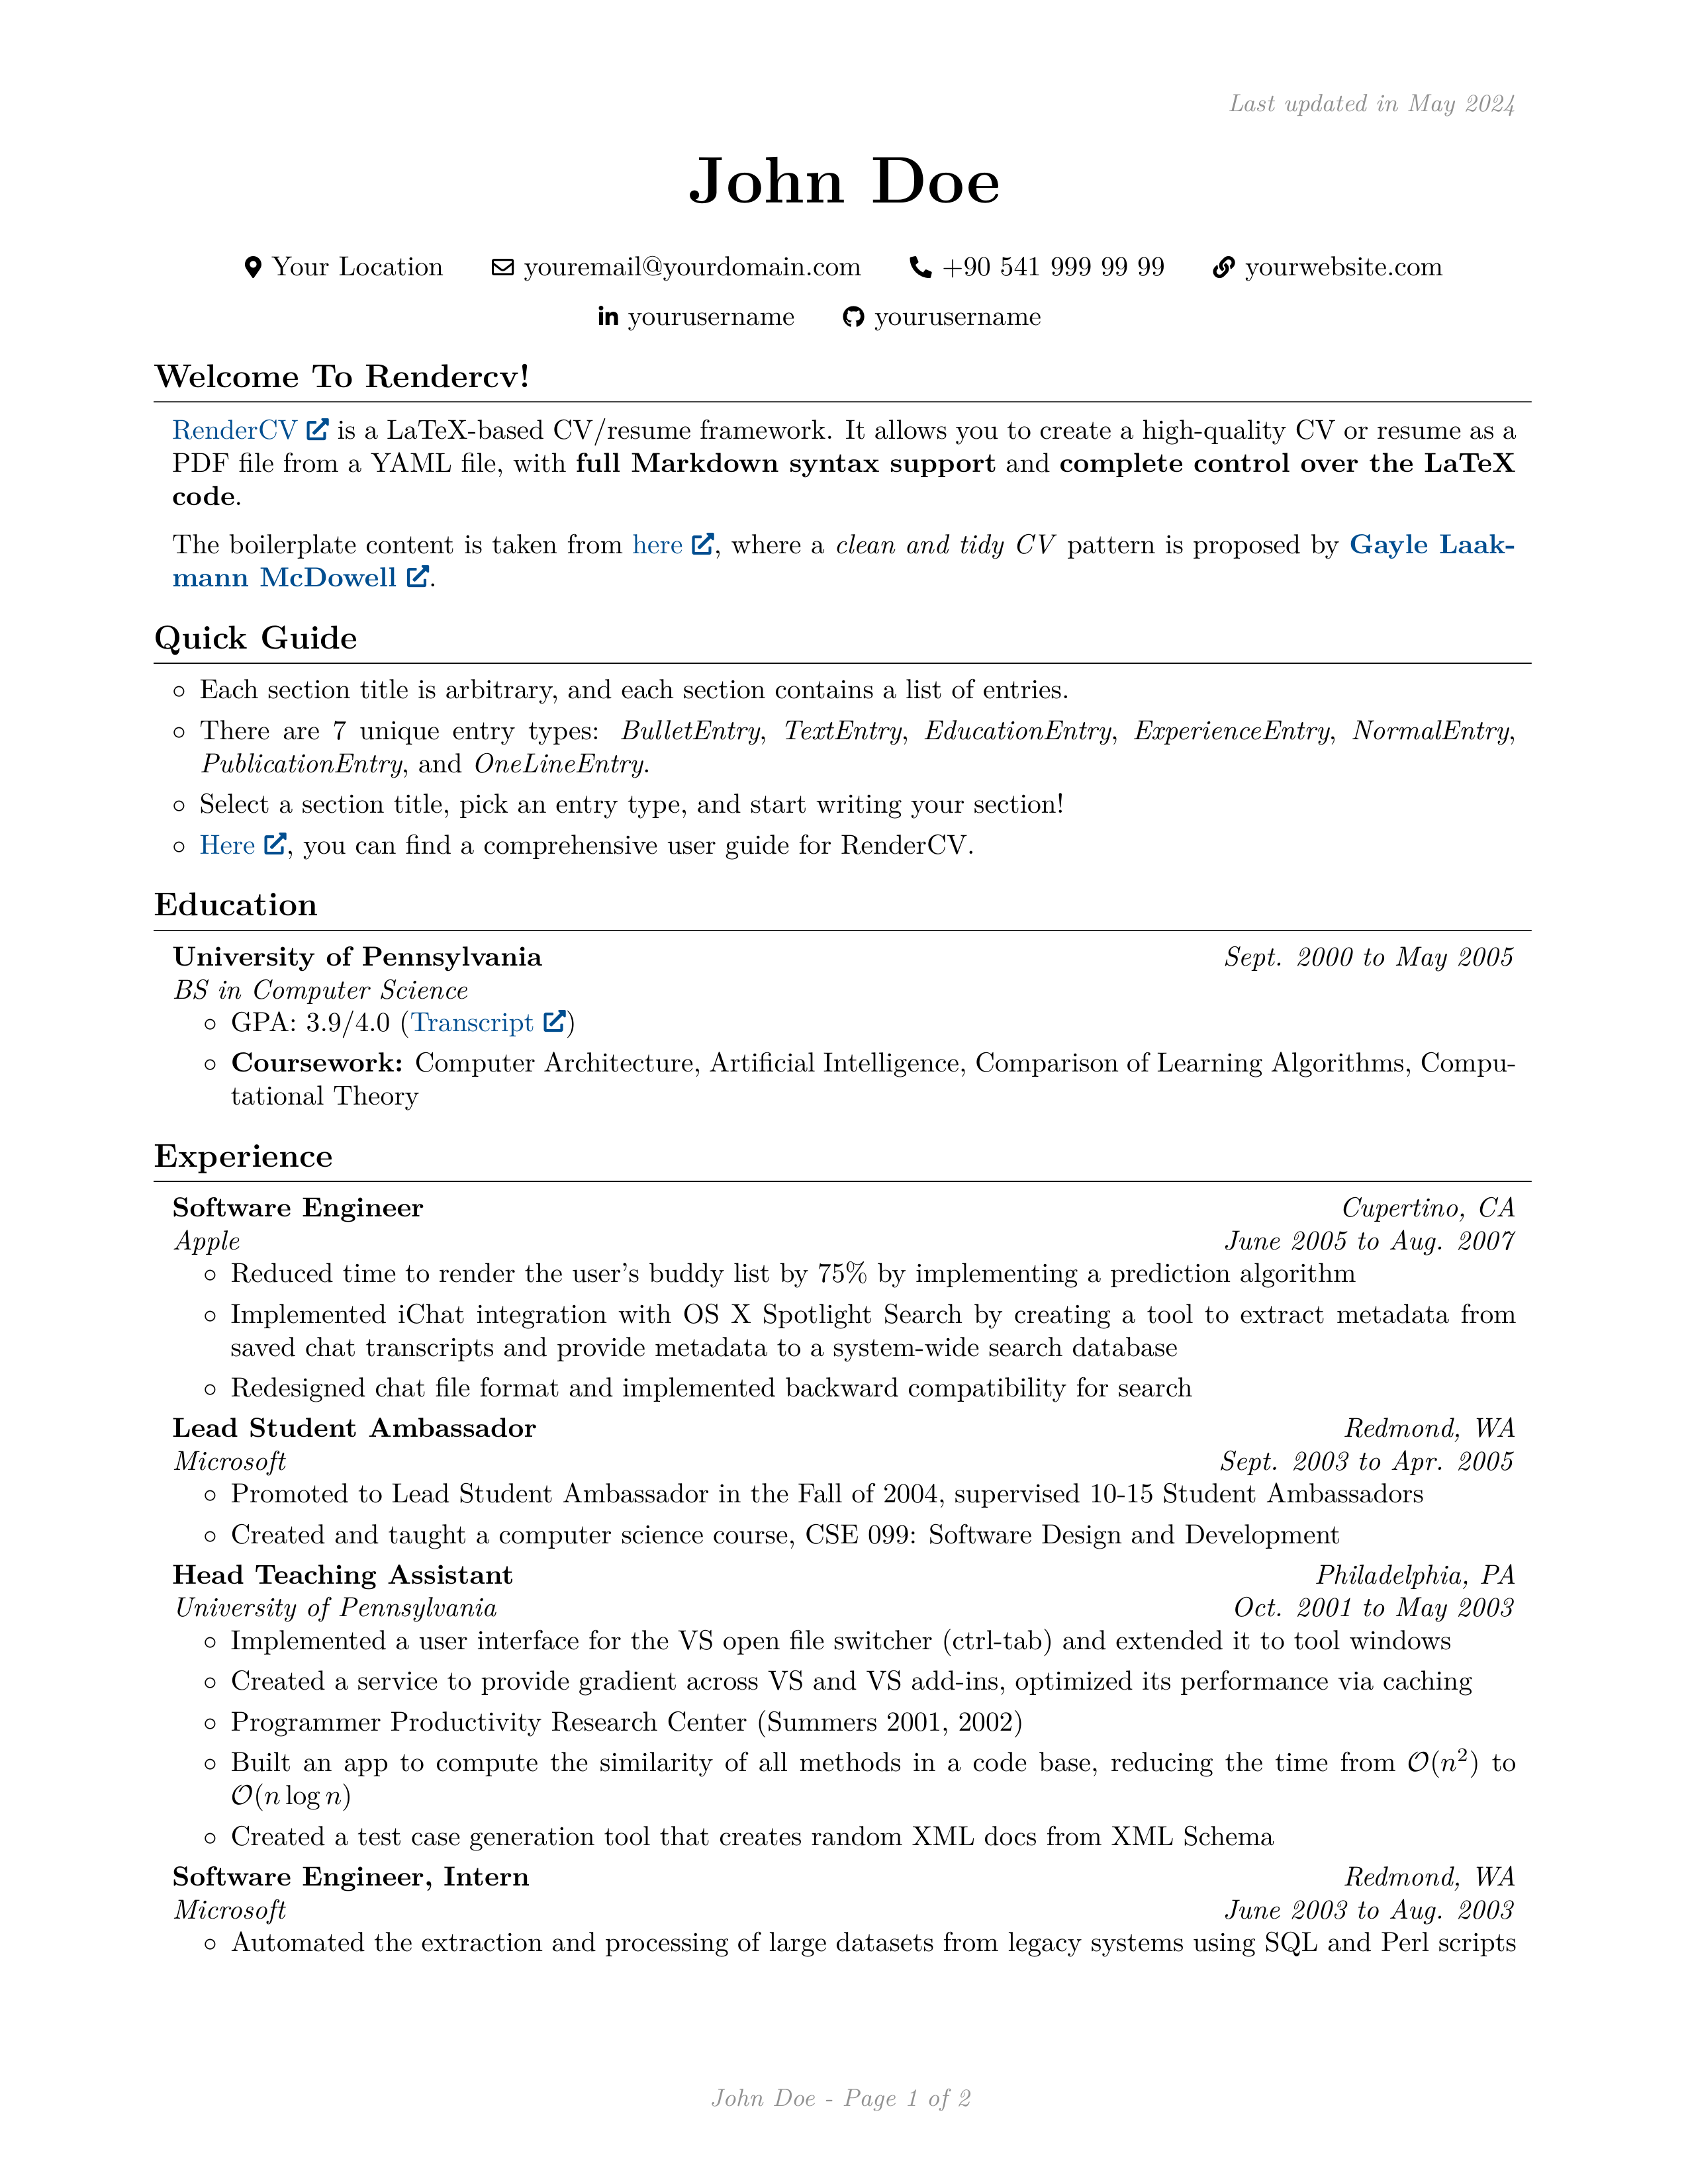 Last updated in May 2024
John Doe
Your Location youremail@yourdomain.com +90 541 999 99 99 yourwebsite.com
yourusername yourusername
Welcome To Rendercv!
RenderCV is a LaTeX-based CV/resume framework. It allows you to create a high-quality CV or resume as a
PDF file from a YAML file, with full Markdown syntax support and complete control over the LaTeX
code.
The boilerplate content is taken from here, where a clean and tidy CV pattern is proposed by Gayle Laak-
mann McDowell.
Quick Guide
◦ Each section title is arbitrary, and each section contains a list of entries.
◦ There are 7 unique entry types: BulletEntry, TextEntry, EducationEntry, ExperienceEntry, NormalEntry,
PublicationEntry, and OneLineEntry.
◦ Select a section title, pick an entry type, and start writing your section!
◦ Here, you can find a comprehensive user guide for RenderCV.
Education
University of Pennsylvania Sept. 2000 to May 2005
BS in Computer Science
◦ GPA: 3.9/4.0 (Transcript)
◦ Coursework: Computer Architecture, Artificial Intelligence, Comparison of Learning Algorithms, Compu-
tational Theory
Experience
Software Engineer Cupertino, CA
Apple June 2005 to Aug. 2007
◦ Reduced time to render the user's buddy list by 75% by implementing a prediction algorithm
◦ Implemented iChat integration with OS X Spotlight Search by creating a tool to extract metadata from
saved chat transcripts and provide metadata to a system-wide search database
◦ Redesigned chat file format and implemented backward compatibility for search
Lead Student Ambassador Redmond, WA
Microsoft Sept. 2003 to Apr. 2005
◦ Promoted to Lead Student Ambassador in the Fall of 2004, supervised 10-15 Student Ambassadors
◦ Created and taught a computer science course, CSE 099: Software Design and Development
Head Teaching Assistant Philadelphia, PA
University of Pennsylvania Oct. 2001 to May 2003
◦ Implemented a user interface for the VS open file switcher (ctrl-tab) and extended it to tool windows
◦ Created a service to provide gradient across VS and VS add-ins, optimized its performance via caching
◦ Programmer Productivity Research Center (Summers 2001, 2002)
◦ Built an app to compute the similarity of all methods in a code base, reducing the time from 𝒪(n²) to
𝒪(n log n)
◦ Created a test case generation tool that creates random XML docs from XML Schema
Software Engineer, Intern Redmond, WA
Microsoft June 2003 to Aug. 2003
◦ Automated the extraction and processing of large datasets from legacy systems using SQL and Perl scripts
John Doe - Page 1 of 2